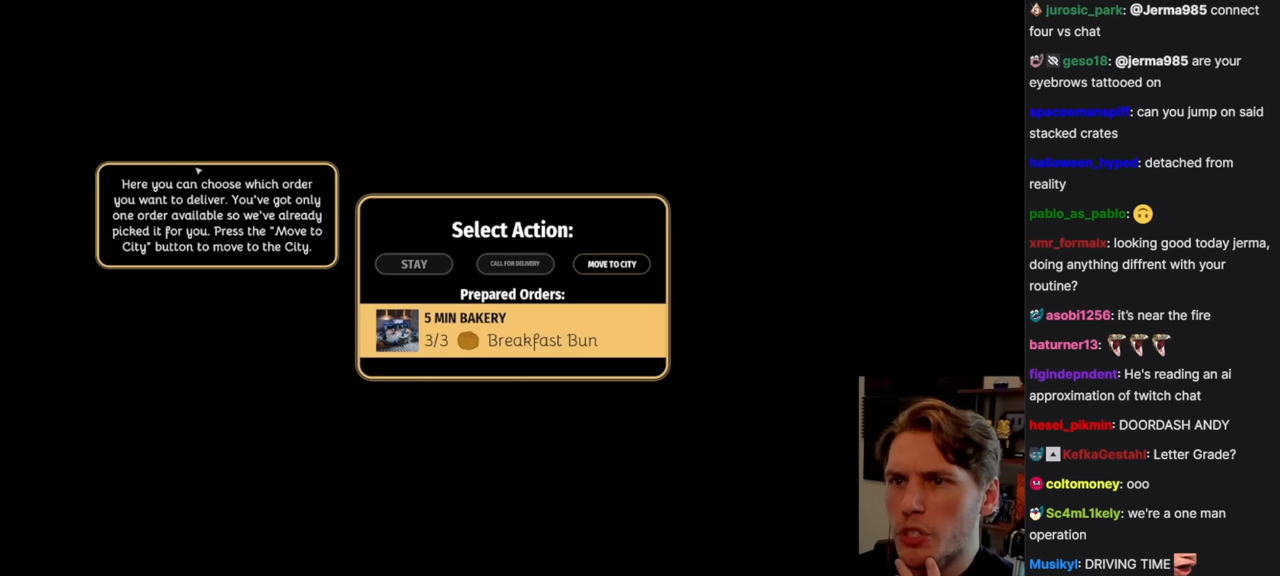 Here you can choose which order
you want to deliver. You've got only
one order available so we've already
picked it for you. Press the "Move to
City" button to move to the City.
Select Action:
STAY
CALL FOR DELIVERY
MOVE TO CITY
Prepared Orders:
5 MIN BAKERY
3/3 Breakfast Bun
jurosic_park: @Jerma985 connect
four vs chat
geso18: @jerma985 are your
eyebrows tattooed on
spacoomanspiff: can you jump on said
stacked crates
halloween_hyped: detached from
reality
pablo_as_pablo:
xmr_formalx: looking good today jerma,
doing anything diffrent with your
routine?
asobi1256: it's near the fire
baturner13:
figindepndent: He's reading an ai
approximation of twitch chat
hesel_pikmin: DOORDASH ANDY
KefkaGestahl: Letter Grade?
coltomoney: ooo
Sc4mL1kely: we're a one man
operation
Musikyl: DRIVING TIME